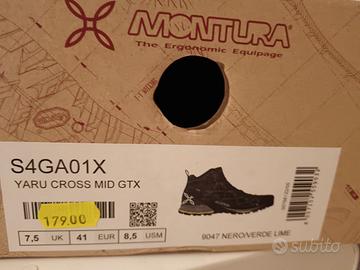 MONTURA
The Ergonomic Equipage
S4GA01X
YARU CROSS MID GTX
179.00
7,5 UK 41 EUR 8,5 USM
9047 NERO/VERDE LIME
subito